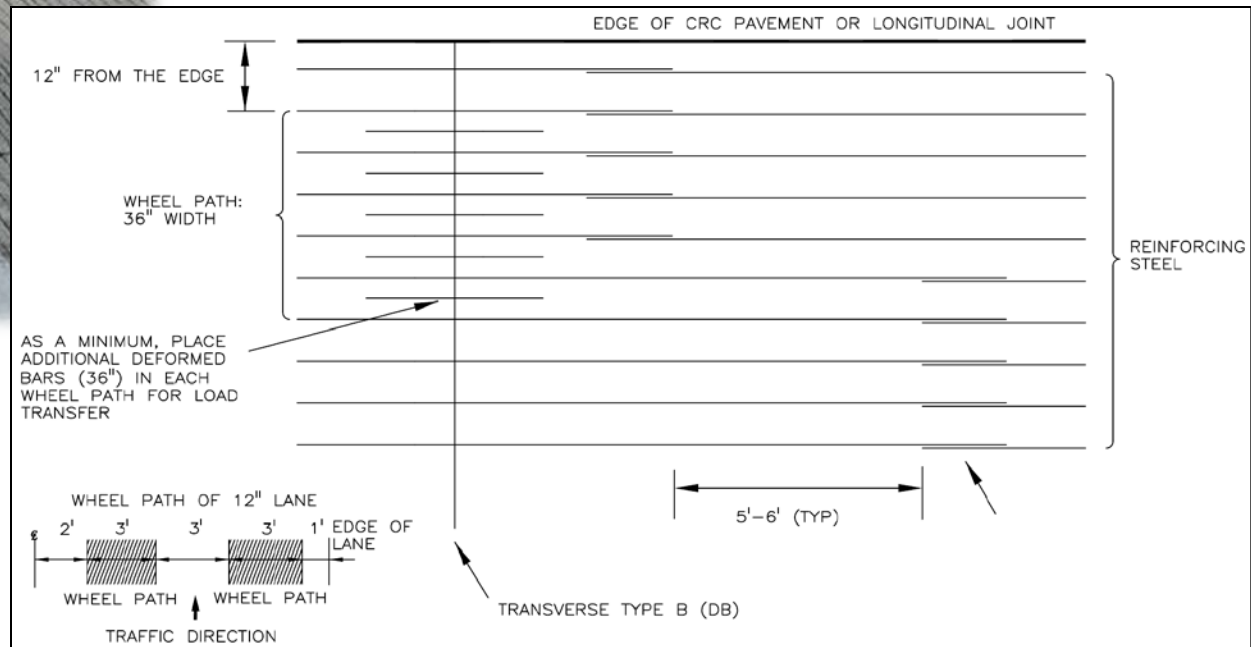 EDGE OF CRC PAVEMENT OR LONGITUDINAL JOINT
12" FROM THE EDGE
WHEEL PATH:
36" WIDTH
REINFORCING
STEEL
AS A MINIMUM, PLACE
ADDITIONAL DEFORMED
BARS (36") IN EACH
WHEEL PATH FOR LOAD
TRANSFER
5'-6' (TYP)
WHEEL PATH OF 12" LANE
℄ 2' 3' 3' 3' 1' EDGE OF
LANE
WHEEL PATH WHEEL PATH
TRAFFIC DIRECTION
TRANSVERSE TYPE B (DB)